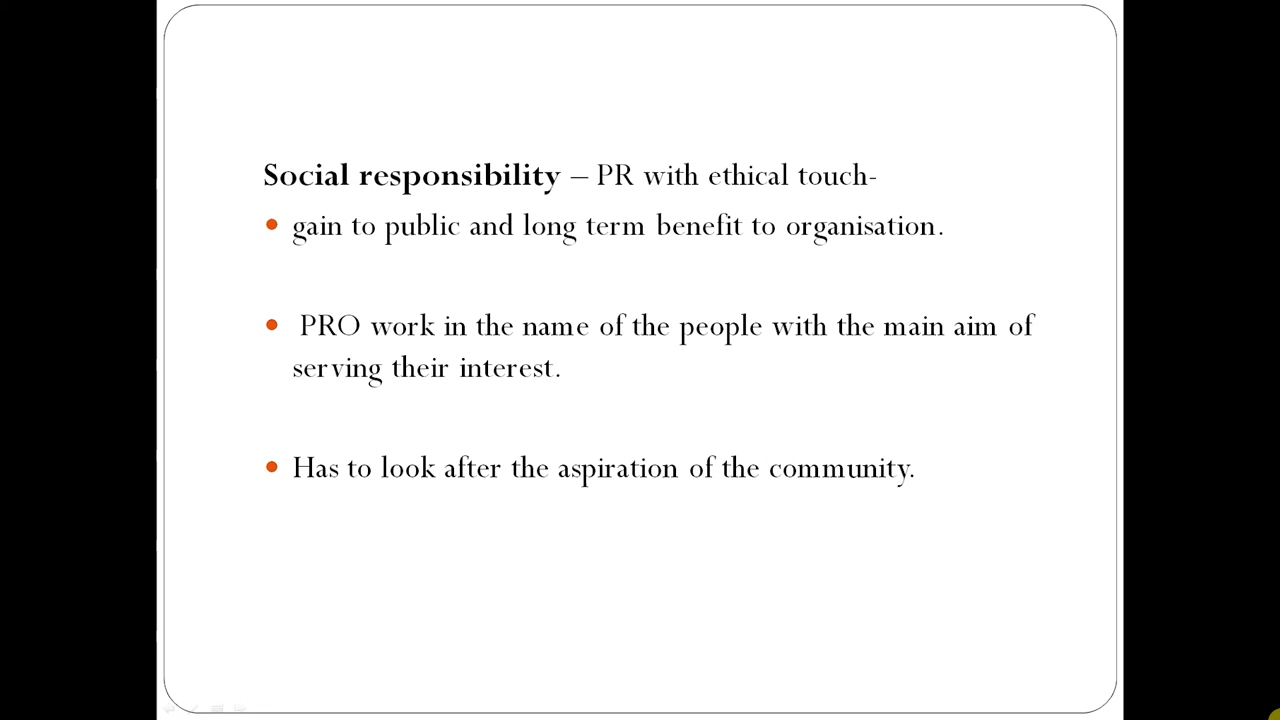 Social responsibility – PR with ethical touch-
• gain to public and long term benefit to organisation.
• PRO work in the name of the people with the main aim of
serving their interest.
• Has to look after the aspiration of the community.